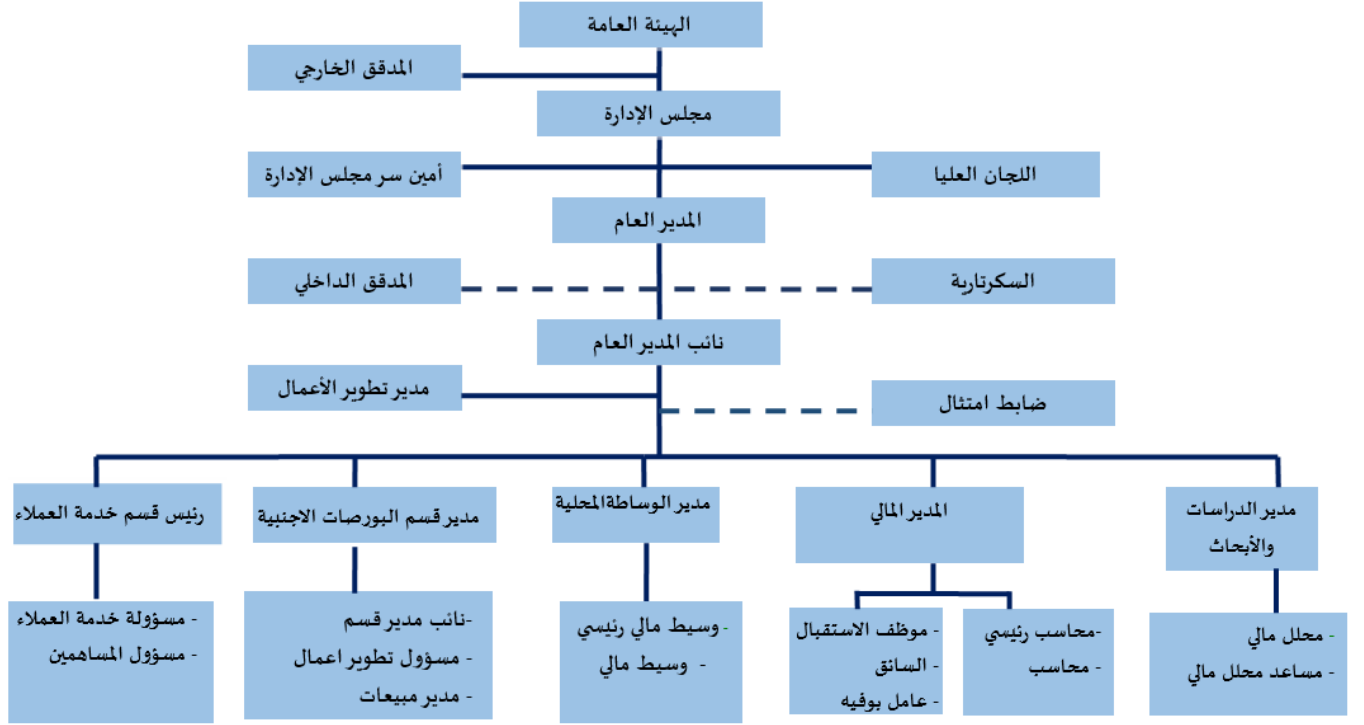 الهيئة العامة
المدقق الخارجي
مجلس الإدارة
اللجان العليا
أمين سر مجلس الإدارة
المدير العام
السكرتارية
المدقق الداخلي
نائب المدير العام
مدير تطوير الأعمال
ضابط امتثال
مدير الدراسات
والأبحاث
المدير المالي
مدير الوساطة المحلية
مدير قسم البورصات الاجنبية
رئيس قسم خدمة العملاء
- محلل مالي
- مساعد محلل مالي
-محاسب رئيسي
- محاسب
- موظف الاستقبال
- السائق
- عامل بوفيه
- وسيط مالي رئيسي
- وسيط مالي
-نائب مدير قسم
- مسؤول تطوير اعمال
- مدير مبيعات
- مسؤولة خدمة العملاء
- مسؤول المساهمين